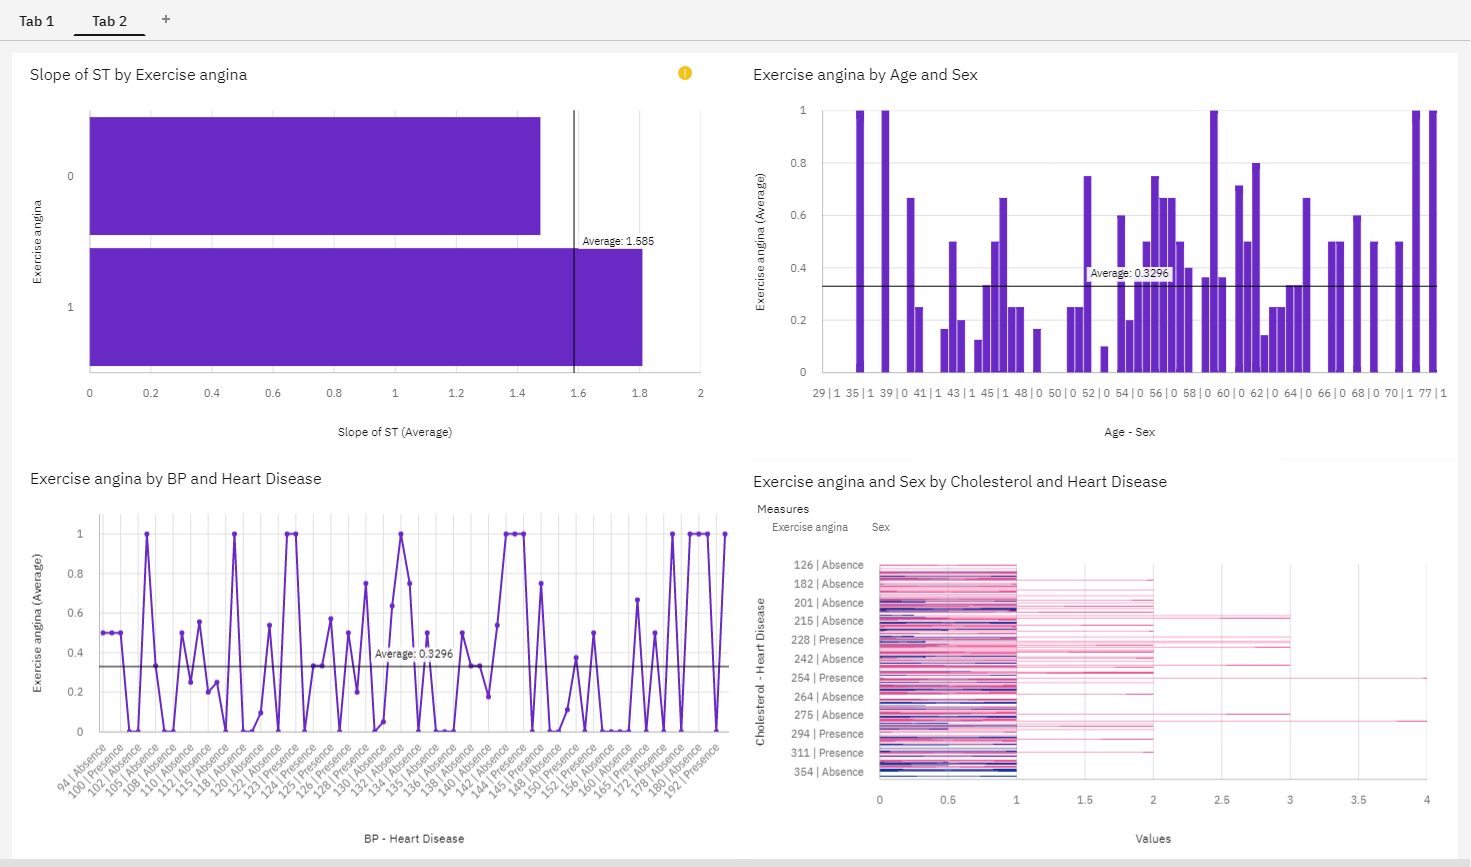 Tab 1 Tab 2 +
Slope of ST by Exercise angina
!
Exercise angina
0
1
Average: 1.585
0 0.2 0.4 0.6 0.8 1 1.2 1.4 1.6 1.8 2
Slope of ST (Average)
Exercise angina by Age and Sex
Exercise angina (Average)
1
0.8
0.6
0.4
0.2
0
Average: 0.3296
29 | 1 35 | 1 39 | 0 41 | 1 43 | 1 45 | 1 48 | 0 50 | 0 52 | 0 54 | 0 56 | 0 58 | 0 60 | 0 62 | 0 64 | 0 66 | 0 68 | 0 70 | 1 77 | 1
Age - Sex
Exercise angina by BP and Heart Disease
Exercise angina (Average)
1
0.8
0.6
0.4
0.2
0
Average: 0.3296
94 | Absence
100 | Presence
102 | Absence
105 | Absence
108 | Absence
110 | Absence
112 | Absence
115 | Absence
118 | Absence
120 | Absence
122 | Absence
123 | Absence
124 | Presence
125 | Presence
126 | Presence
128 | Presence
130 | Presence
132 | Absence
134 | Absence
135 | Absence
136 | Absence
138 | Absence
140 | Absence
142 | Absence
144 | Absence
145 | Presence
148 | Absence
150 | Presence
152 | Presence
156 | Absence
160 | Absence
165 | Presence
172 | Absence
178 | Absence
180 | Absence
192 | Presence
BP - Heart Disease
Exercise angina and Sex by Cholesterol and Heart Disease
Measures
Exercise angina Sex
Cholesterol - Heart Disease
126 | Absence
182 | Absence
201 | Absence
215 | Absence
228 | Presence
242 | Absence
254 | Presence
264 | Absence
275 | Absence
294 | Absence
311 | Presence
354 | Absence
0 0.5 1 1.5 2 2.5 3 3.5 4
Values